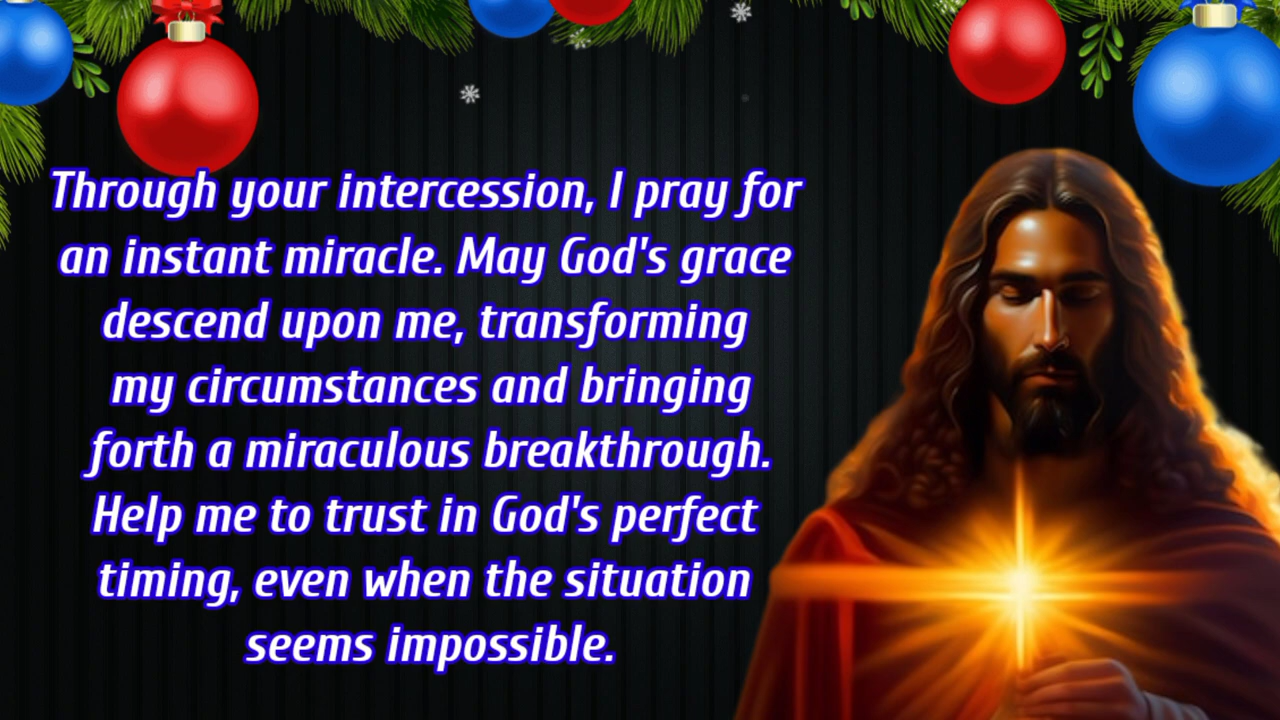 Through your intercession, I pray for
an instant miracle. May God's grace
descend upon me, transforming
my circumstances and bringing
forth a miraculous breakthrough.
Help me to trust in God's perfect
timing, even when the situation
seems impossible.